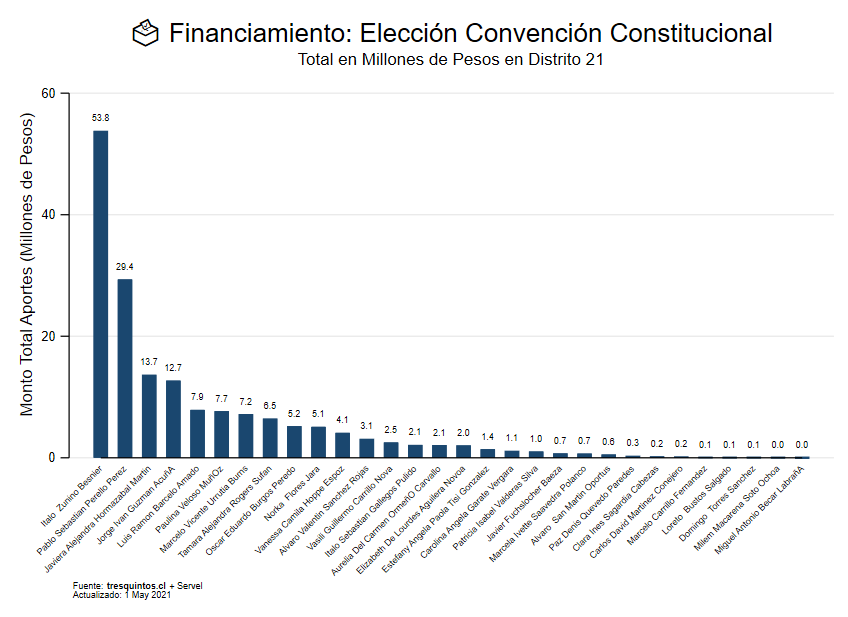 Financiamiento: Elección Convención Constitucional
Total en Millones de Pesos en Distrito 21
Monto Total Aportes (Millones de Pesos)
60
40
20
0
53.8
29.4
13.7
12.7
7.9
7.7
7.2
6.5
5.2
5.1
4.1
3.1
2.5
2.1
2.1
2.0
1.4
1.1
1.0
0.7
0.7
0.6
0.3
0.2
0.2
0.1
0.1
0.1
0.0
0.0
Italo Zunino Besnier
Pablo Sebastian Perello Perez
Javiera Alejandra Hormazabal Martin
Jorge Ivan Guzman AcuñA
Luis Ramon Barcelo Amado
Paulina Veloso MuñOz
Marcelo Vicente Urrutia Burns
Tamara Alejandra Rogers Sufan
Oscar Eduardo Burgos Peredo
Norka Flores Jara
Vanessa Camila Hoppe Espoz
Alvaro Valentin Sanchez Rojas
Vasili Guillermo Carrillo Nova
Italo Sebastian Gallegos Pulido
Aurelia Del Carmen OrmeñO Carvallo
Elizabeth De Lourdes Aguilera Novoa
Estefany Angela Paola Tisi Gonzalez
Carolina Angela Garate Vergara
Patricia Isabel Valderas Silva
Javier Fuchslocher Baeza
Marcela Ivette Saavedra Polanco
Alvaro San Martin Oportus
Paz Denis Quevedo Paredes
Clara Ines Sagardia Cabezas
Carlos David Martinez Conejero
Marcelo Carrillo Fernandez
Loreto Bustos Salgado
Domingo Torres Sanchez
Milem Macarena Soto Ochoa
Miguel Antonio Becar LabrañA
Fuente: tresquintos.cl + Servel
Actualizado: 1 May 2021